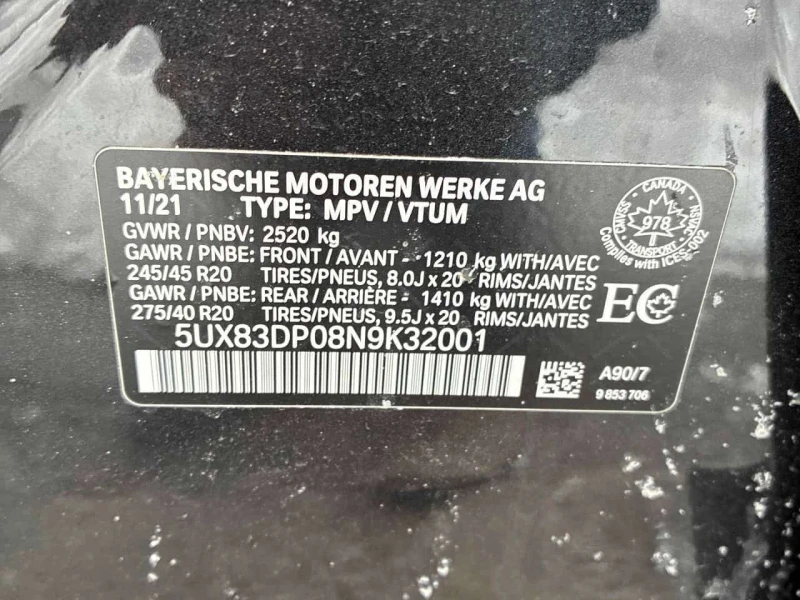 BAYERISCHE MOTOREN WERKE AG
11/21 TYPE: MPV / VTUM
GVWR / PNBV: 2520 kg
GAWR / PNBE: FRONT / AVANT - 1210 kg WITH/AVEC
245/45 R20 TIRES/PNEUS, 8.0J x 20 RIMS/JANTES
GAWR / PNBE: REAR / ARRIÈRE - 1410 kg WITH/AVEC
275/40 R20 TIRES/PNEUS, 9.5J x 20 RIMS/JANTES
5UX83DP08N9K32001
CANADA
978
TRANSPORT
NSVAC
CMVSS
Complies with ICES-002
EC
A90/7
9 853 706